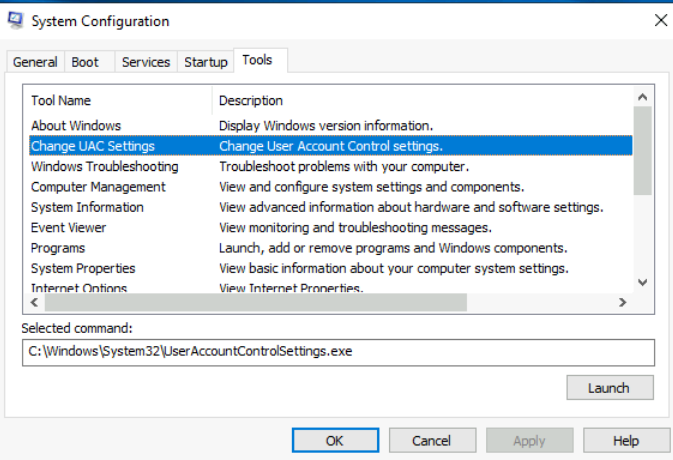 System Configuration
General Boot Services Startup Tools
Tool Name Description
About Windows Display Windows version information.
Change UAC Settings Change User Account Control settings.
Windows Troubleshooting Troubleshoot problems with your computer.
Computer Management View and configure system settings and components.
System Information View advanced information about hardware and software settings.
Event Viewer View monitoring and troubleshooting messages.
Programs Launch, add or remove programs and Windows components.
System Properties View basic information about your computer system settings.
Internet Options View Internet Properties.
Selected command:
C:\Windows\System32\UserAccountControlSettings.exe
Launch
OK Cancel Apply Help